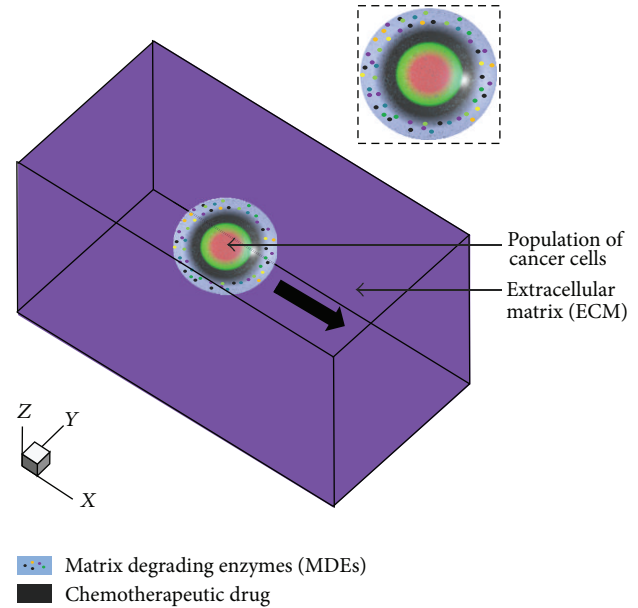 Population of
cancer cells
Extracellular
matrix (ECM)
Z
Y
X
Matrix degrading enzymes (MDEs)
Chemotherapeutic drug